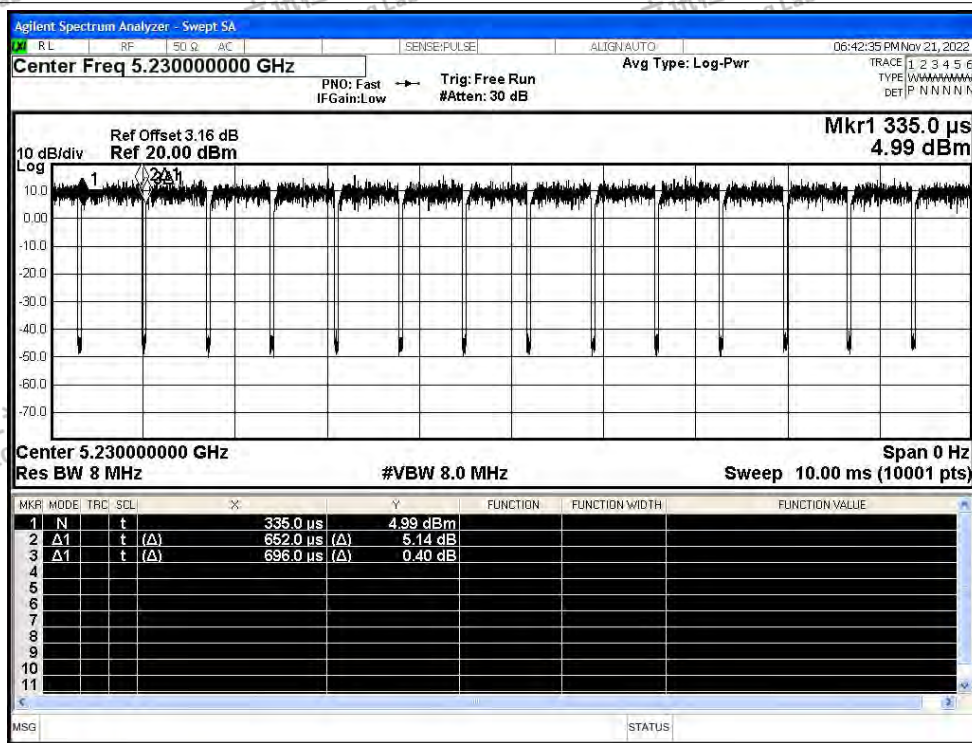 Agilent Spectrum Analyzer - Swept SA
RL RF 50 Ω AC SENSE:PULSE ALIGN AUTO 06:42:35 PM Nov 21, 2022
Center Freq 5.230000000 GHz
PNO: Fast
IFGain:Low
Trig: Free Run
#Atten: 30 dB
Avg Type: Log-Pwr
TRACE 1 2 3 4 5 6
TYPE
DET P N N N N N
Mkr1 335.0 µs
4.99 dBm
Ref Offset 3.16 dB
10 dB/div Ref 20.00 dBm
Log
1 2Δ1
10.0
0.00
-10.0
-20.0
-30.0
-40.0
-50.0
-60.0
-70.0
Center 5.230000000 GHz Span 0 Hz
Res BW 8 MHz #VBW 8.0 MHz Sweep 10.00 ms (10001 pts)
MKR MODE TRC SCL X Y FUNCTION FUNCTION WIDTH FUNCTION VALUE
1 N t 335.0 µs 4.99 dBm
2 Δ1 t (Δ) 652.0 µs (Δ) 5.14 dB
3 Δ1 t (Δ) 696.0 µs (Δ) 0.40 dB
4
5
6
7
8
9
10
11
MSG STATUS